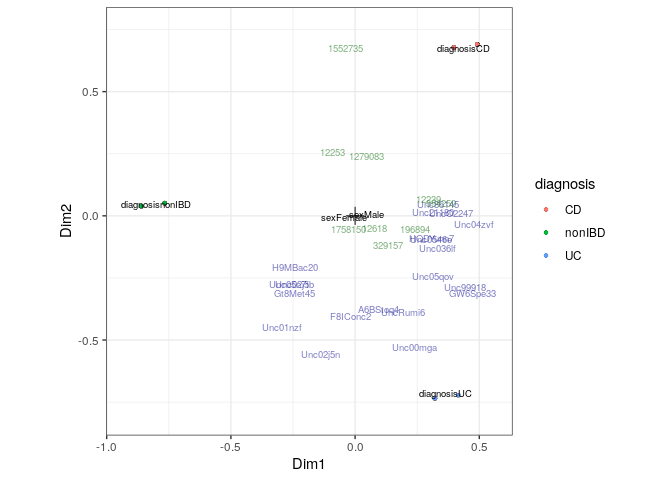 1552735
diagnosisCD
0.5
12253
1279083
diagnosisnonIBD
12239
Unc02247
0.0
sexMale
sexFemale
Unc04zvf
1758150
12618
196894
329157
Unc036lf
H9MBac20
Unc05qov
Gt8Met45
Unc99918
GW6Spe33
UncRumi6
F8IConc2
Unc01nzf
-0.5
Unc00mga
Unc02j5n
diagnosisUC
-1.0
-0.5
0.0
0.5
Dim1
Dim2
diagnosis
CD
nonIBD
UC